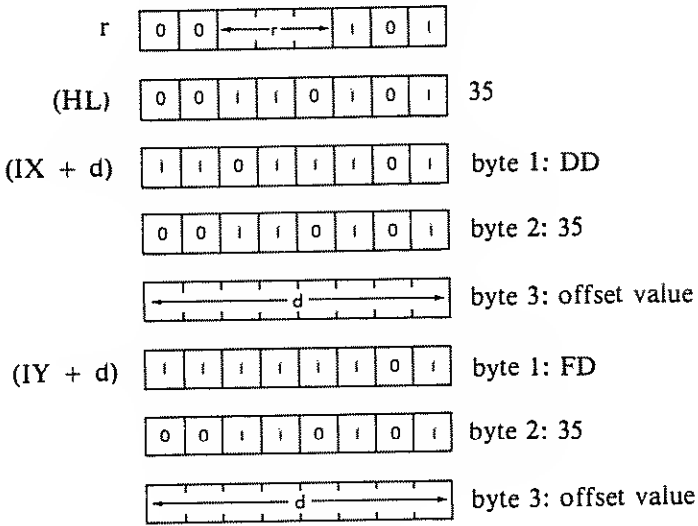 r 0 0 r 1 0 1
(HL) 0 0 1 1 0 1 0 1 35
(IX + d) 1 1 0 1 1 1 0 1 byte 1: DD
0 0 1 1 0 1 0 1 byte 2: 35
d byte 3: offset value
(IY + d) 1 1 1 1 1 1 0 1 byte 1: FD
0 0 1 1 0 1 0 1 byte 2: 35
d byte 3: offset value